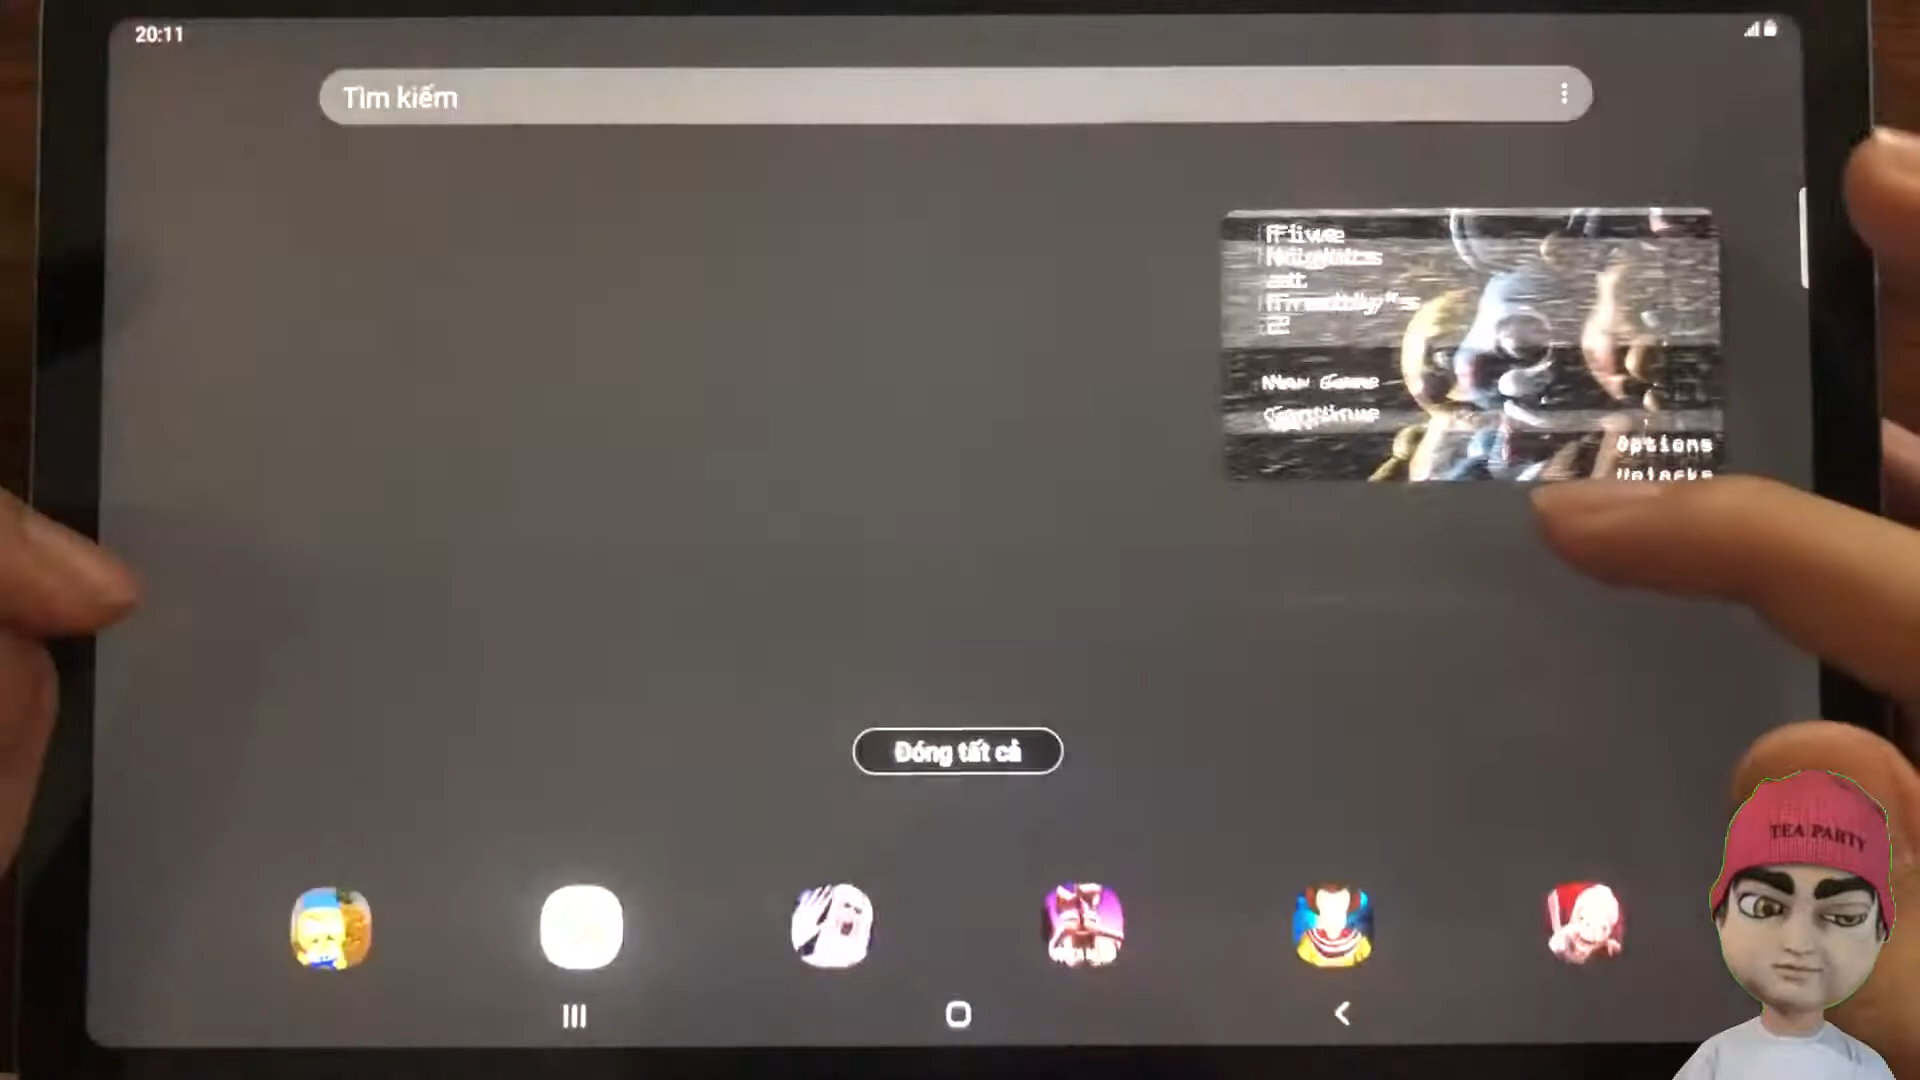 20:11
Tìm kiếm
Five
Nights
at
Freddy's
2
New Game
Continue
Options
Đóng tất cả
TEA PARTY